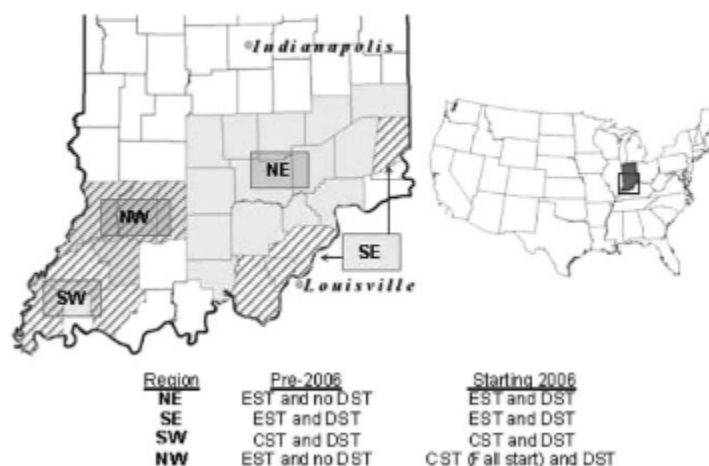 Indianapolis
NE
NW
SE
SW
Louisville
Region Pre-2006 Starting 2006
NE EST and no DST EST and DST
SE EST and DST EST and DST
SW CST and DST CST and DST
NW EST and no DST CST (Fall start) and DST